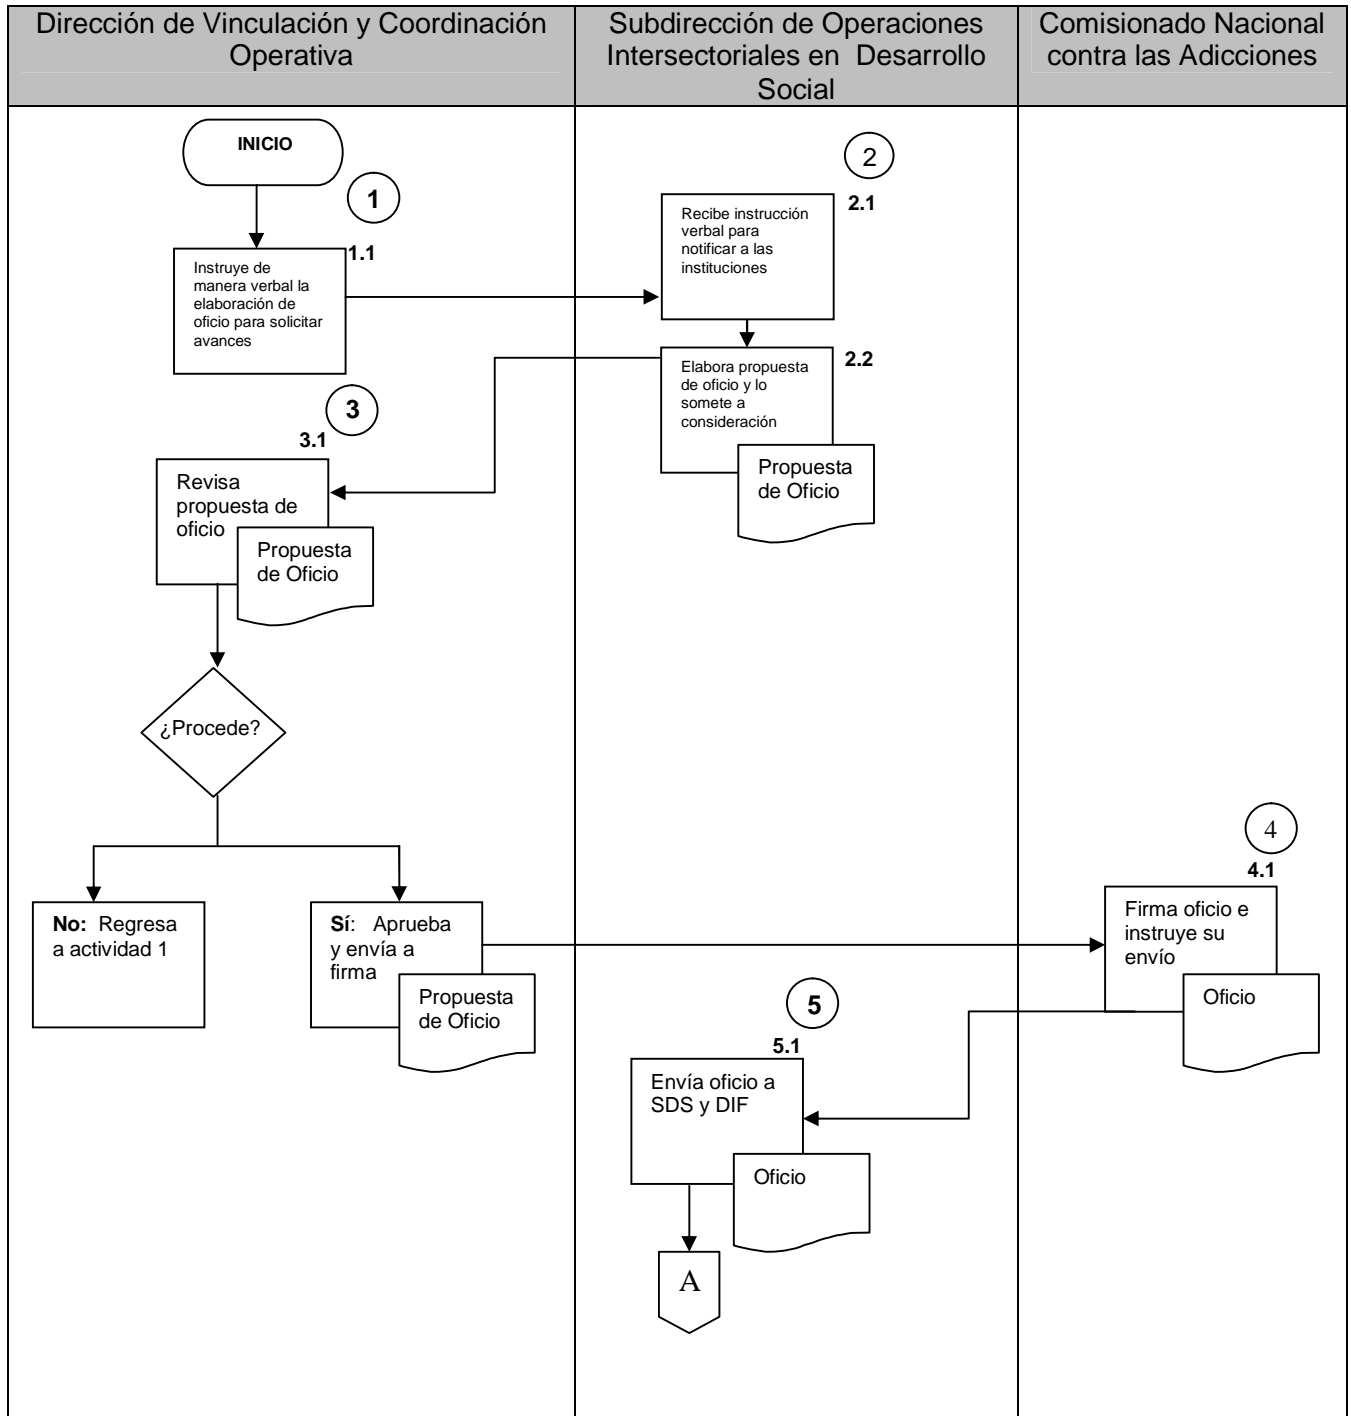 Dirección de Vinculación y Coordinación
Operativa
Subdirección de Operaciones
Intersectoriales en Desarrollo
Social
Comisionado Nacional
contra las Adicciones
INICIO
1
1.1
Instruye de
manera verbal la
elaboración de
oficio para solicitar
avances
2
2.1
Recibe instrucción
verbal para
notificar a las
instituciones
2.2
Elabora propuesta
de oficio y lo
somete a
consideración
Propuesta
de Oficio
3
3.1
Revisa
propuesta de
oficio
Propuesta
de Oficio
¿Procede?
No: Regresa
a actividad 1
Sí: Aprueba
y envía a
firma
Propuesta
de Oficio
4
4.1
Firma oficio e
instruye su
envío
Oficio
5
5.1
Envía oficio a
SDS y DIF
Oficio
A